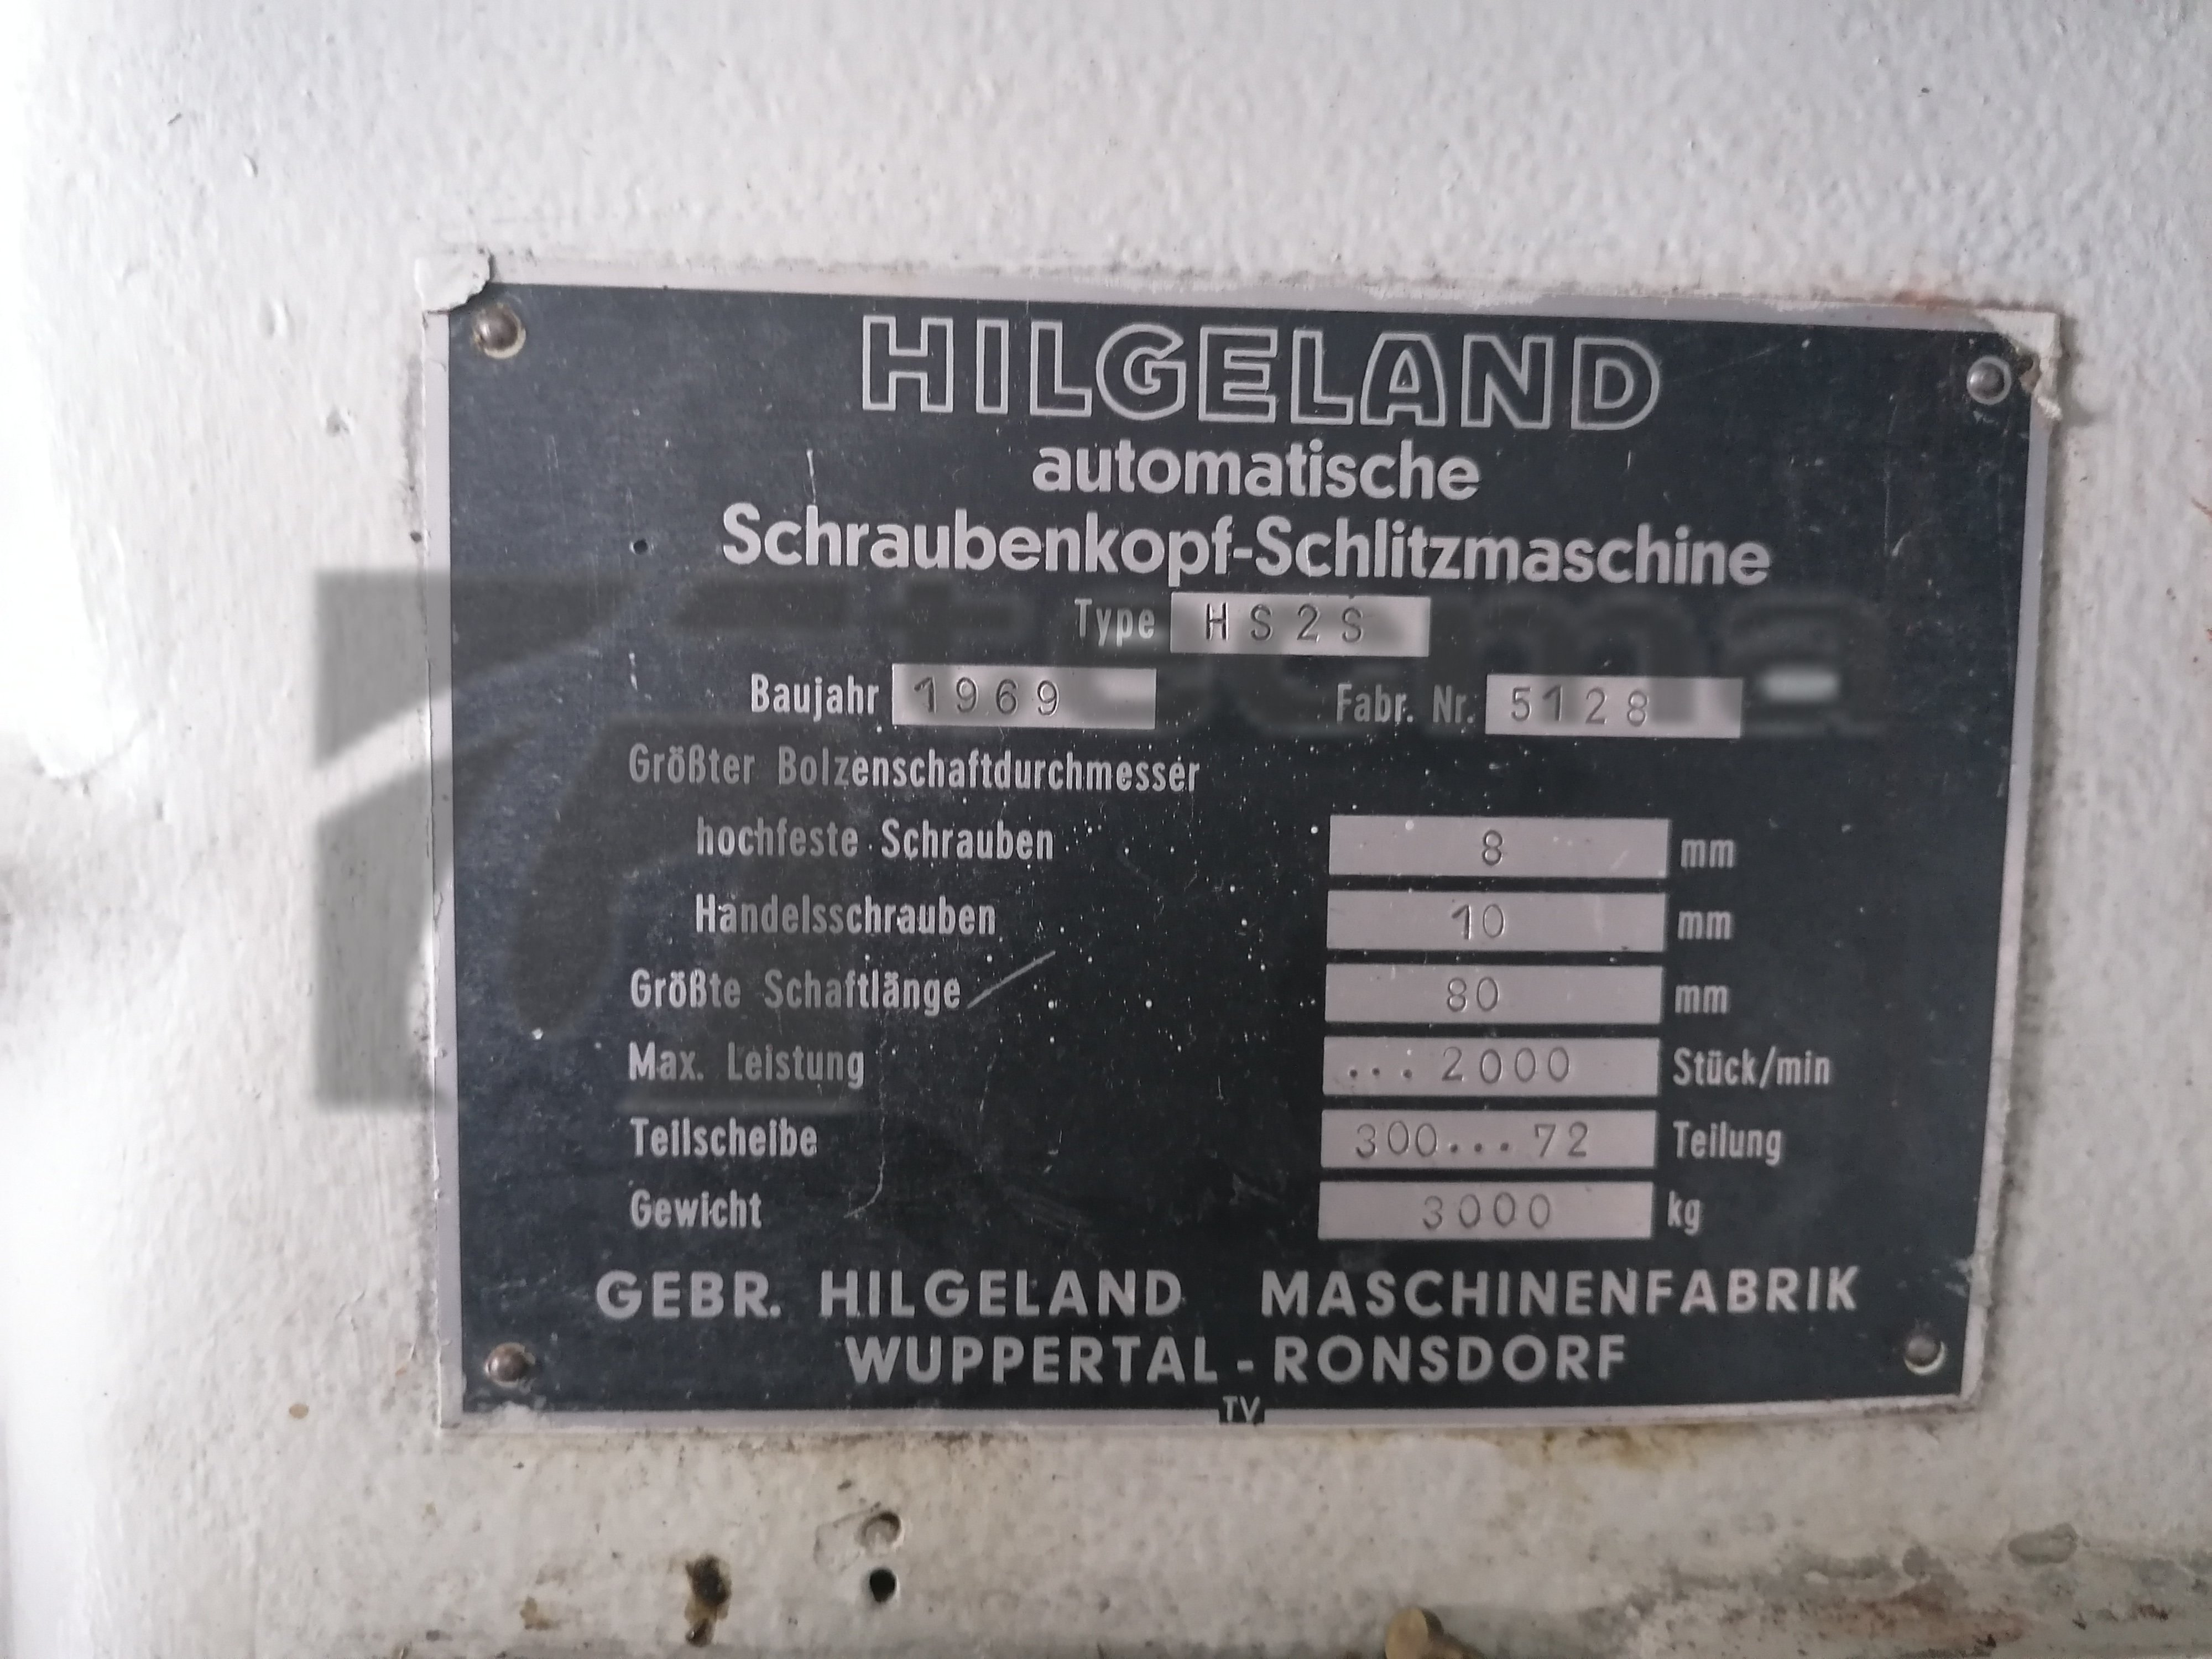 HILGELAND
automatische
Schraubenkopf-Schlitzmaschine
Type HS2S
Baujahr 1969 Fabr. Nr. 5128
Größter Bolzenschaftdurchmesser
hochfeste Schrauben 8 mm
Handelsschrauben 10 mm
Größte Schaftlänge 80 mm
Max. Leistung ...2000 Stück/min
Teilscheibe 300...72 Teilung
Gewicht 3000 kg
GEBR. HILGELAND MASCHINENFABRIK
WUPPERTAL-RONSDORF
TV